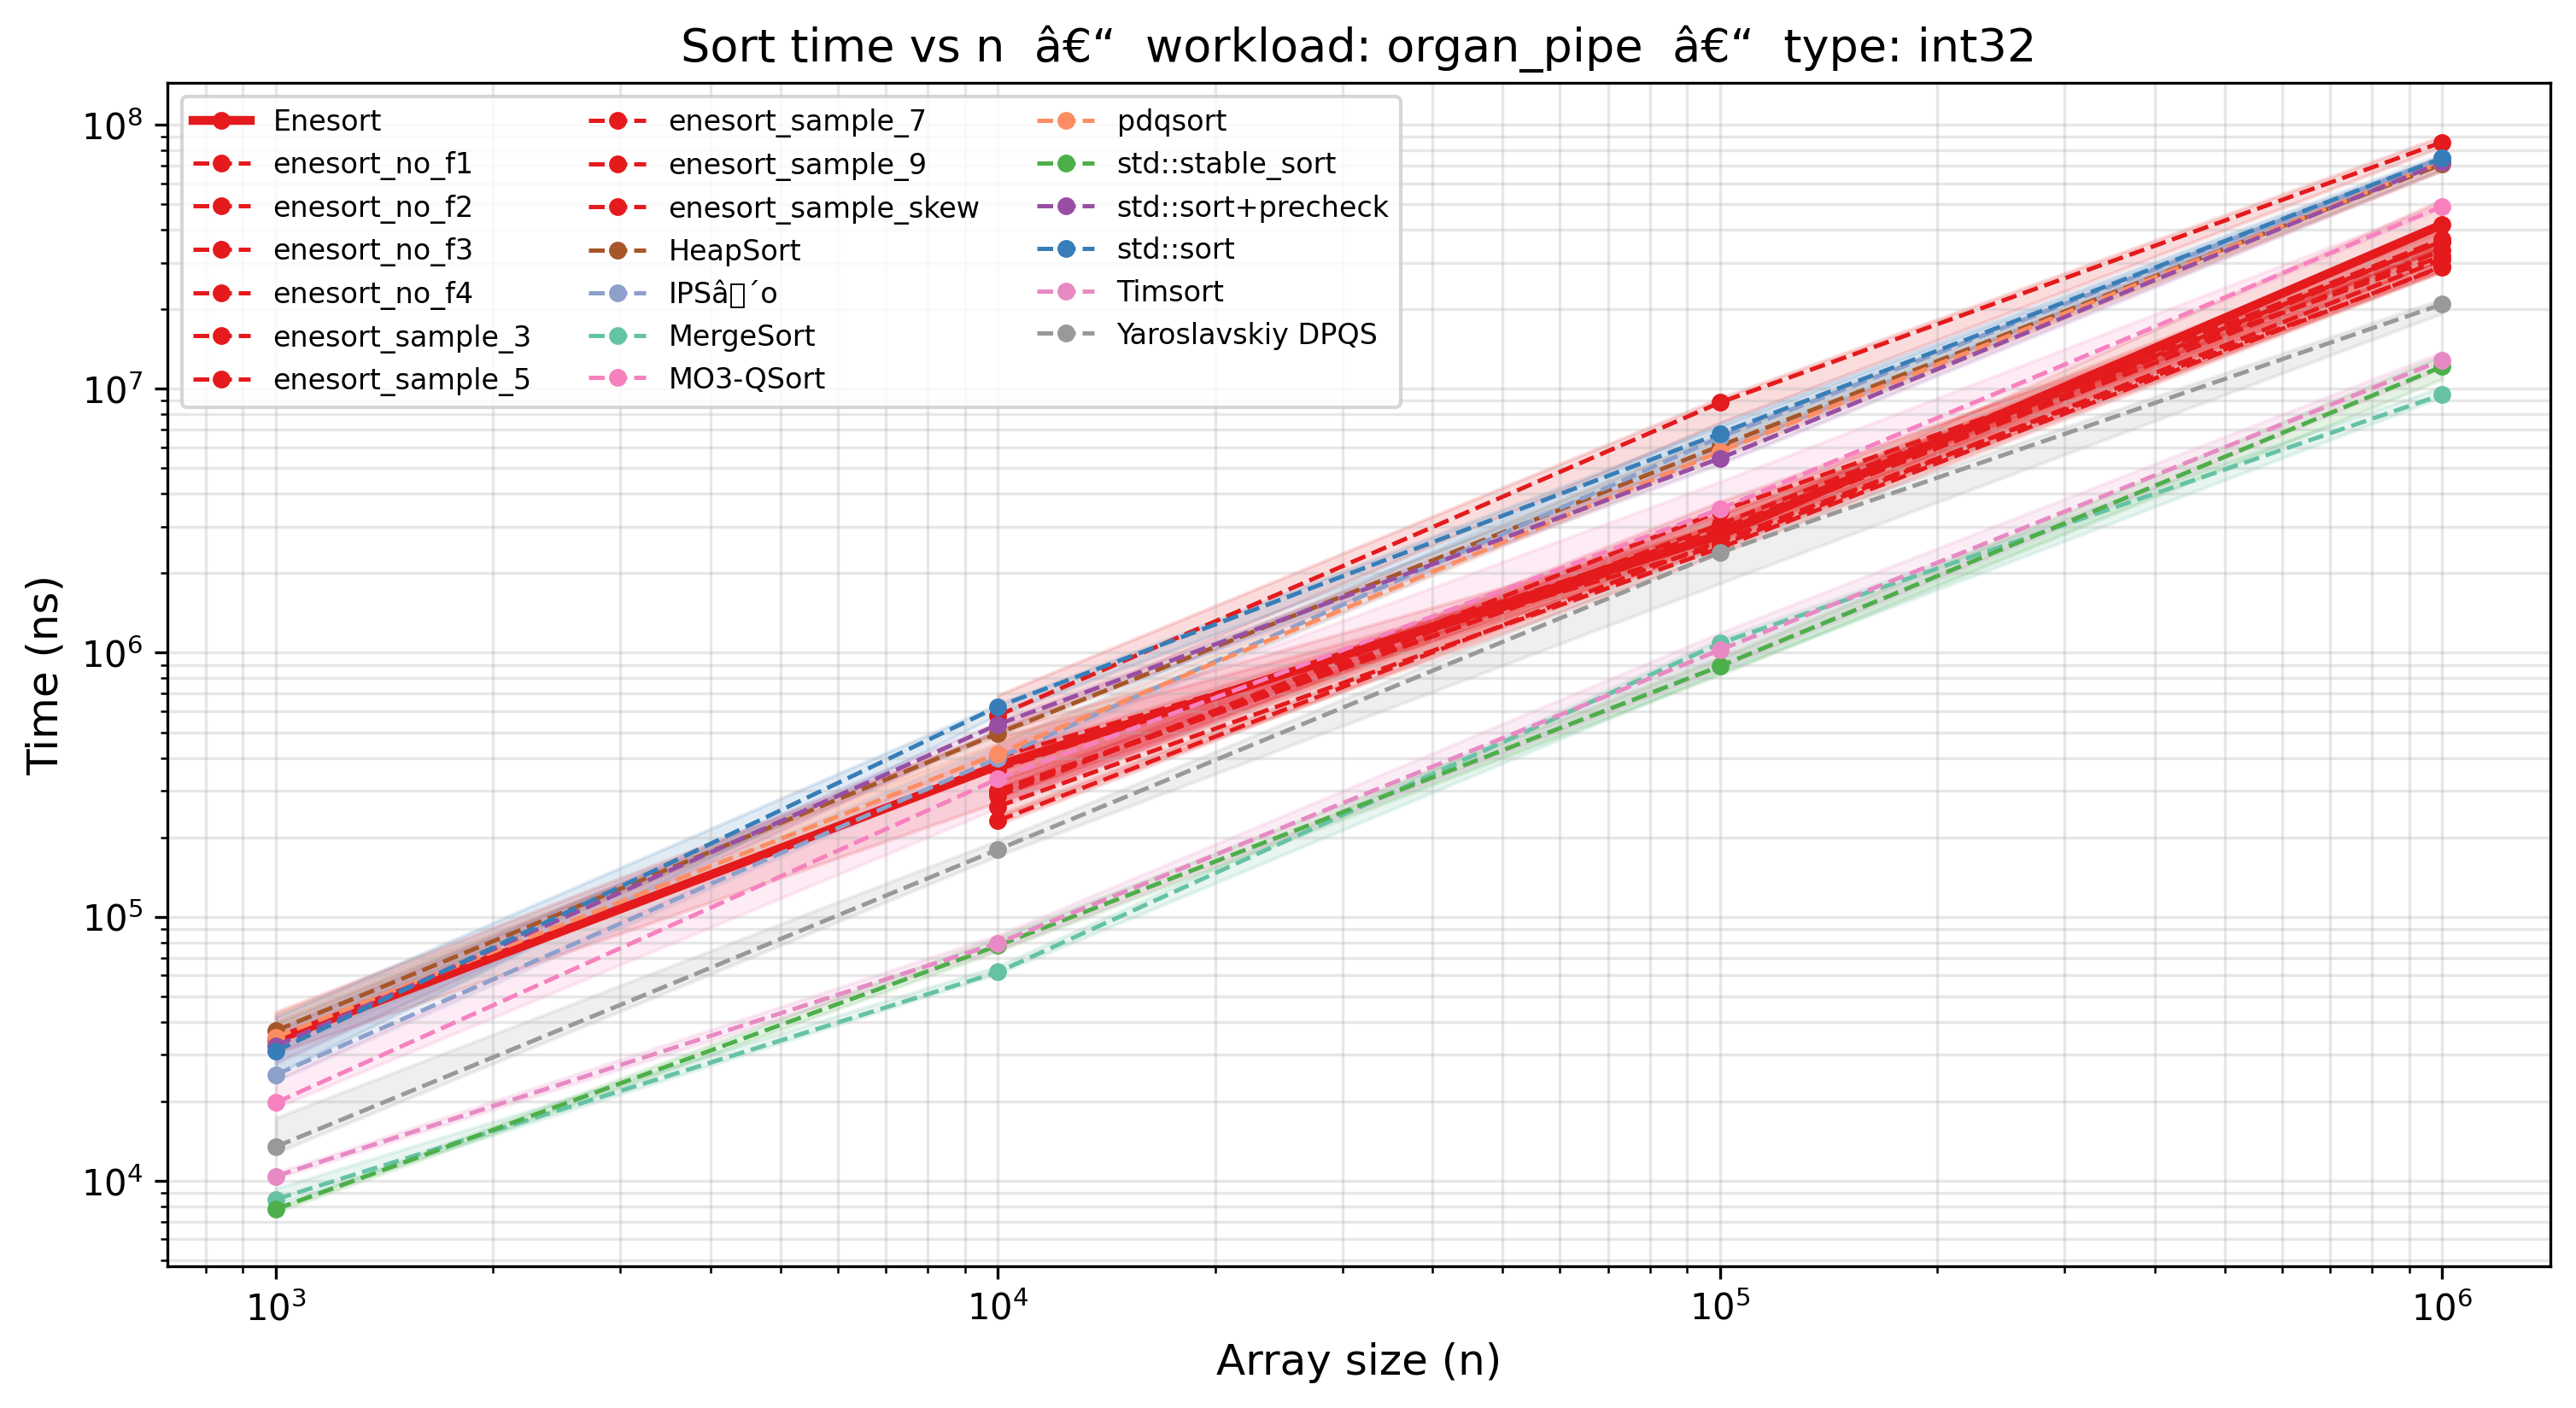 Sort time vs n  â€“  workload: organ_pipe  â€“  type: int32
Enesort
enesort_no_f1
enesort_no_f2
enesort_no_f3
enesort_no_f4
enesort_sample_3
enesort_sample_5
enesort_sample_7
enesort_sample_9
enesort_sample_skew
HeapSort
IPSâ▯´o
MergeSort
MO3-QSort
pdqsort
std::stable_sort
std::sort+precheck
std::sort
Timsort
Yaroslavskiy DPQS
10⁸
10⁷
10⁶
10⁵
10⁴
Time (ns)
10³
10⁴
10⁵
10⁶
Array size (n)